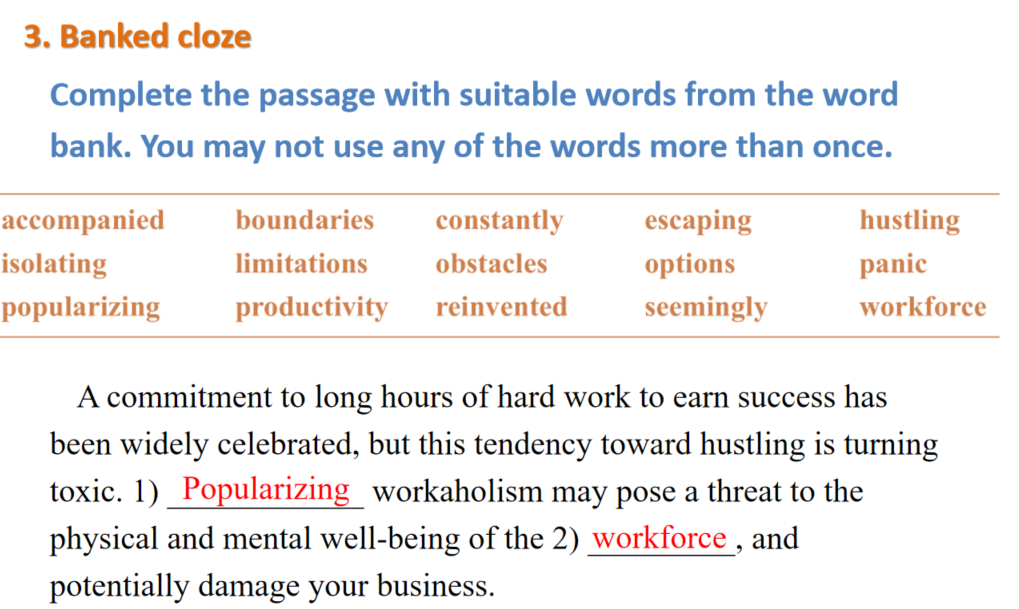 3. Banked cloze
Complete the passage with suitable words from the word
bank. You may not use any of the words more than once.
accompanied boundaries constantly escaping hustling
isolating limitations obstacles options panic
popularizing productivity reinvented seemingly workforce
A commitment to long hours of hard work to earn success has
been widely celebrated, but this tendency toward hustling is turning
toxic. 1) Popularizing workaholism may pose a threat to the
physical and mental well-being of the 2) workforce, and
potentially damage your business.